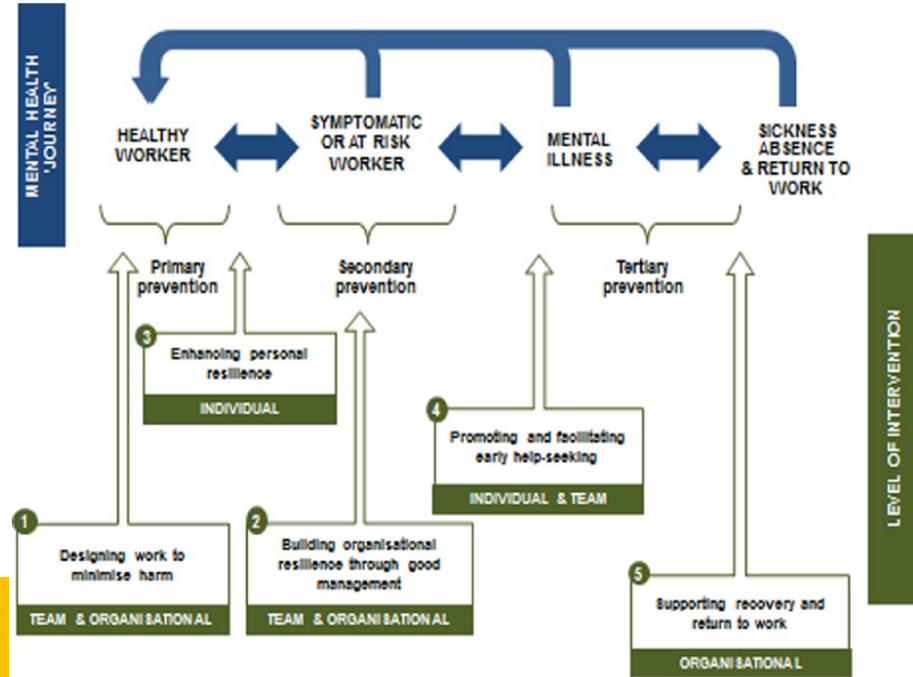 MENTAL HEALTH
'JOURNEY'
HEALTHY
WORKER
SYMPTOMATIC
OR AT RISK
WORKER
MENTAL
ILLNESS
SICKNESS
ABSENCE
& RETURN TO
WORK
Primary
prevention
Secondary
prevention
Tertiary
prevention
LEVEL OF INTERVENTION
3
Enhancing personal
resilience
INDIVIDUAL
4
Promoting and facilitating
early help-seeking
INDIVIDUAL & TEAM
1
Designing work to
minimise harm
TEAM & ORGANISATIONAL
2
Building organisational
resilience through good
management
TEAM & ORGANISATIONAL
5
Supporting recovery and
return to work
ORGANISATIONAL